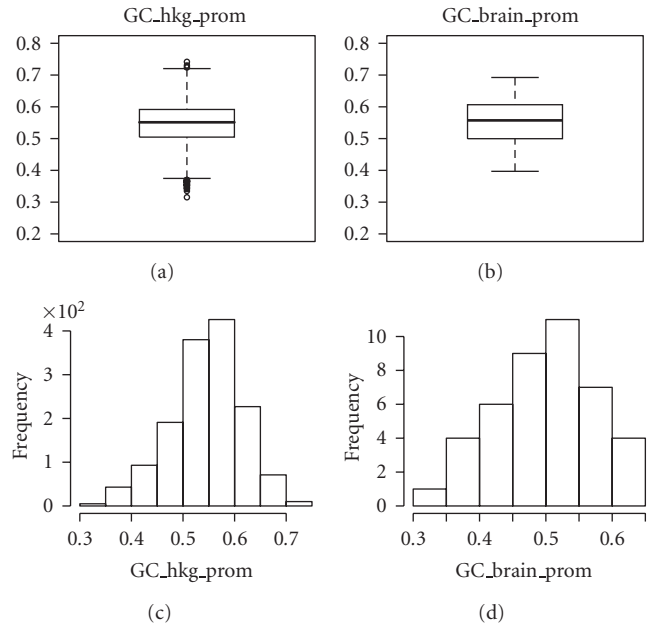 GC_hkg_prom
0.8
0.7
0.6
0.5
0.4
0.3
0.2
(a)
GC_brain_prom
0.8
0.7
0.6
0.5
0.4
0.3
0.2
(b)
×10²
4
3
2
1
0
Frequency
0.3 0.4 0.5 0.6 0.7
GC_hkg_prom
(c)
10
8
6
4
2
0
Frequency
0.3 0.4 0.5 0.6
GC_brain_prom
(d)